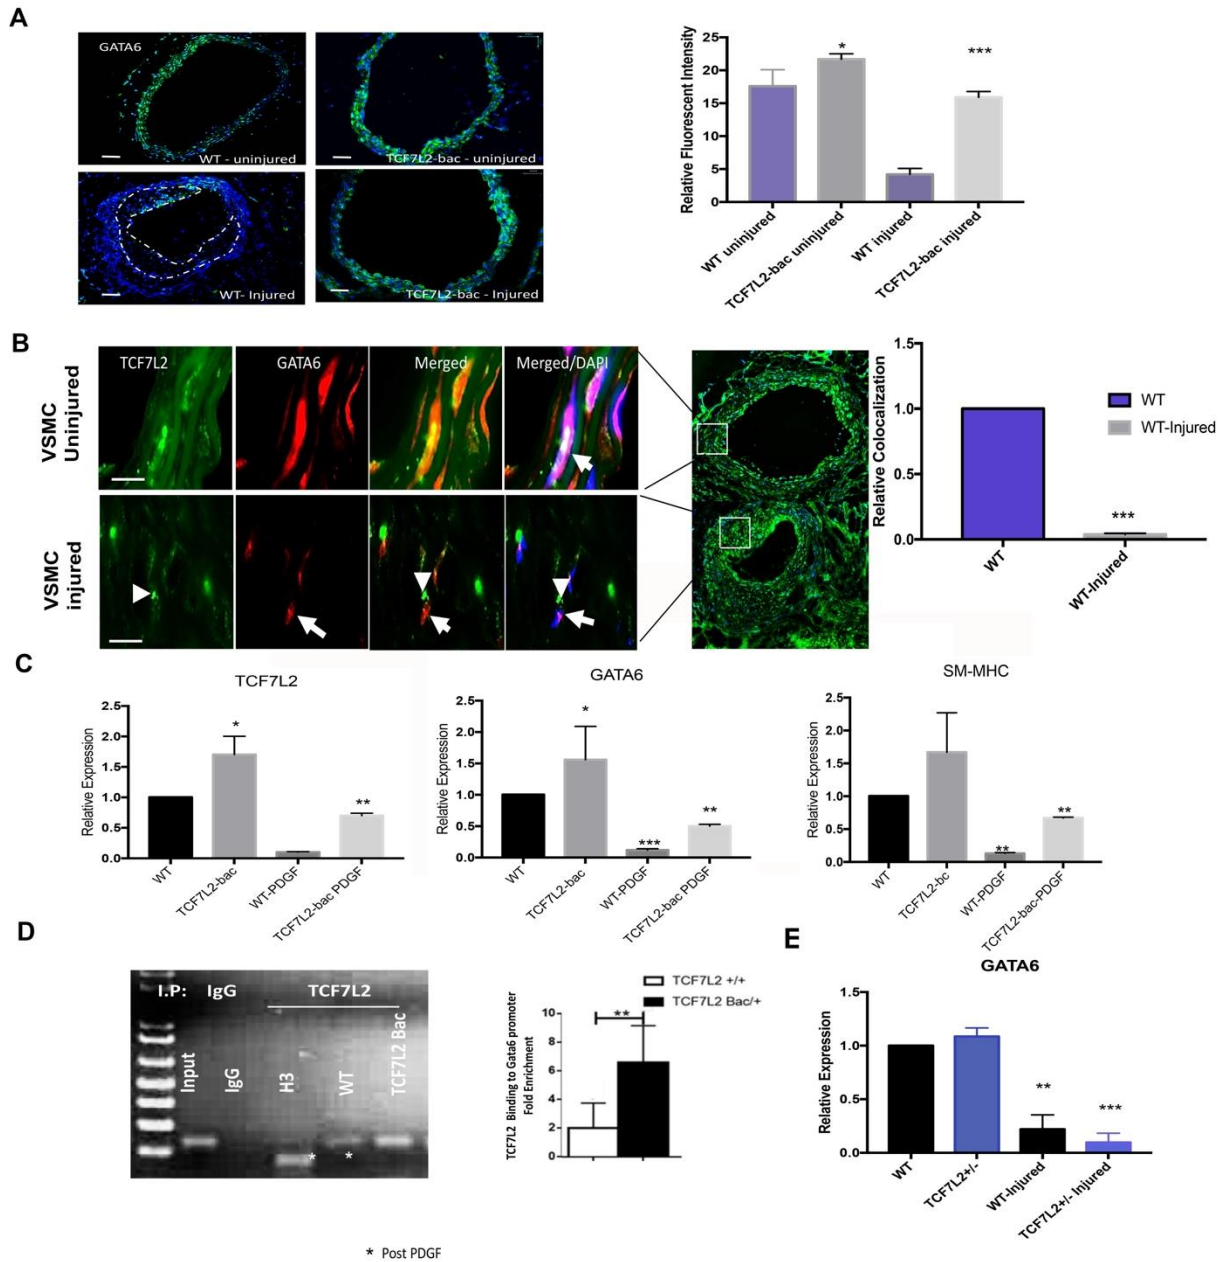 A
GATA6
WT - uninjured
TCF7L2-bac - uninjured
WT- Injured
TCF7L2-bac - Injured
Relative Fluorescent Intensity
25
20
15
10
5
0
*
***
WT uninjured
TCF7L2-bac uninjured
WT injured
TCF7L2-bac injured
B
VSMC
Uninjured
TCF7L2
GATA6
Merged
Merged/DAPI
VSMC
injured
Relative Colocalization
1.5
1.0
0.5
0.0
WT
WT-Injured
***
WT
WT-Injured
C
TCF7L2
Relative Expression
2.5
2.0
1.5
1.0
0.5
0.0
*
**
WT
TCF7L2-bac
WT-PDGF
TCF7L2-bac PDGF
GATA6
Relative Expression
2.5
2.0
1.5
1.0
0.5
0.0
*
***
**
WT
TCF7L2-bac
WT-PDGF
TCF7L2-bac PDGF
SM-MHC
Relative Expression
2.5
2.0
1.5
1.0
0.5
0.0
**
**
WT
TCF7L2-bc
WT-PDGF
TCF7L2-bac-PDGF
D
I.P: IgG TCF7L2
Input
IgG
H3
WT
TCF7L2 Bac
* *
* Post PDGF
TCF7L2 +/+
TCF7L2 Bac/+
TCF7L2 Binding to Gata6 promoter
Fold Enrichment
10
8
6
4
2
0
**
E
GATA6
Relative Expression
1.5
1.0
0.5
0.0
**
***
WT
TCF7L2+/-
WT-Injured
TCF7L2+/- Injured